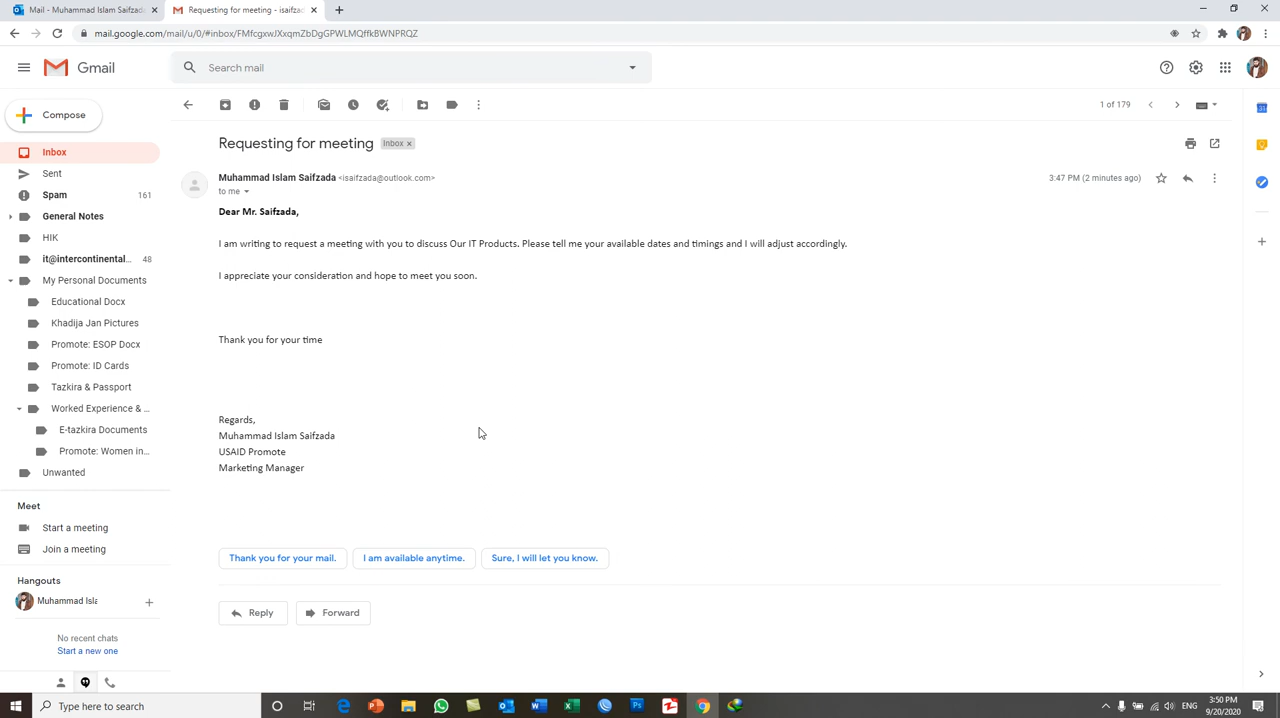 Mail - Muhammad Islam Saifzada
Requesting for meeting - isaifzad
mail.google.com/mail/u/0/#inbox/FMfcgxwJXxqmZbDgGPWLMQffkBWNPRQZ
Gmail
Search mail
Compose
1 of 179
Inbox
Sent
Spam 161
General Notes
HIK
it@intercontinental... 48
My Personal Documents
Educational Docx
Khadija Jan Pictures
Promote: ESOP Docx
Promote: ID Cards
Tazkira & Passport
Worked Experience & ...
E-tazkira Documents
Promote: Women in...
Unwanted
Meet
Start a meeting
Join a meeting
Hangouts
Muhammad Isla
No recent chats
Start a new one
Requesting for meeting Inbox x
Muhammad Islam Saifzada <isaifzada@outlook.com>
3:47 PM (2 minutes ago)
to me
Dear Mr. Saifzada,
I am writing to request a meeting with you to discuss Our IT Products. Please tell me your available dates and timings and I will adjust accordingly.
I appreciate your consideration and hope to meet you soon.
Thank you for your time
Regards,
Muhammad Islam Saifzada
USAID Promote
Marketing Manager
Thank you for your mail.
I am available anytime.
Sure, I will let you know.
Reply
Forward
31
Type here to search
3:50 PM
9/20/2020